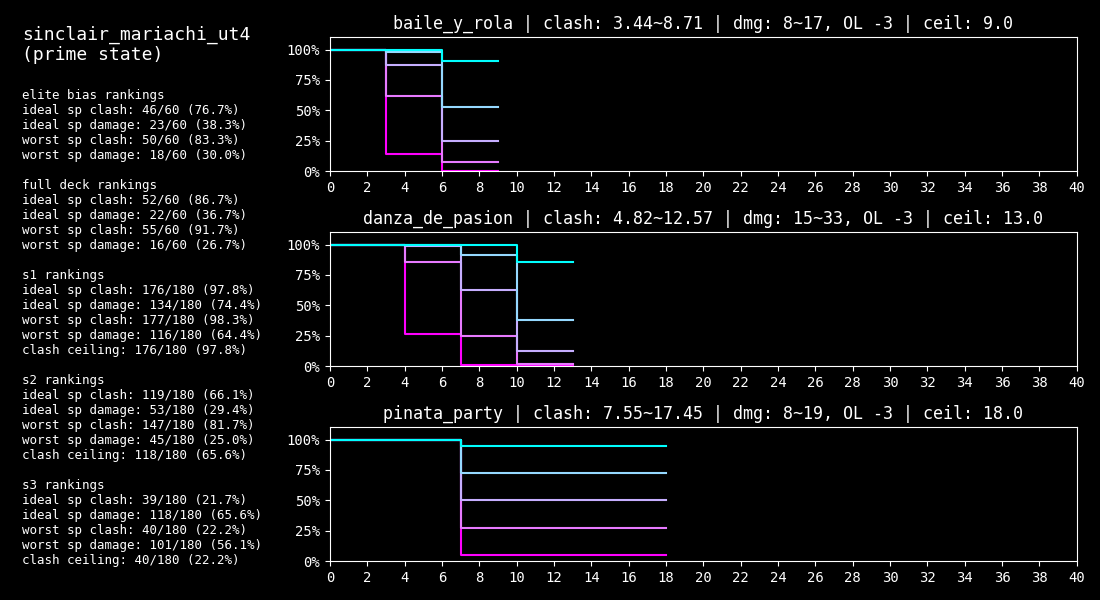 sinclair_mariachi_ut4
(prime state)
elite bias rankings
ideal sp clash: 46/60 (76.7%)
ideal sp damage: 23/60 (38.3%)
worst sp clash: 50/60 (83.3%)
worst sp damage: 18/60 (30.0%)
full deck rankings
ideal sp clash: 52/60 (86.7%)
ideal sp damage: 22/60 (36.7%)
worst sp clash: 55/60 (91.7%)
worst sp damage: 16/60 (26.7%)
s1 rankings
ideal sp clash: 176/180 (97.8%)
ideal sp damage: 134/180 (74.4%)
worst sp clash: 177/180 (98.3%)
worst sp damage: 116/180 (64.4%)
clash ceiling: 176/180 (97.8%)
s2 rankings
ideal sp clash: 119/180 (66.1%)
ideal sp damage: 53/180 (29.4%)
worst sp clash: 147/180 (81.7%)
worst sp damage: 45/180 (25.0%)
clash ceiling: 118/180 (65.6%)
s3 rankings
ideal sp clash: 39/180 (21.7%)
ideal sp damage: 118/180 (65.6%)
worst sp clash: 40/180 (22.2%)
worst sp damage: 101/180 (56.1%)
clash ceiling: 40/180 (22.2%)
baile_y_rola | clash: 3.44~8.71 | dmg: 8~17, OL -3 | ceil: 9.0
100%
75%
50%
25%
0%
0 2 4 6 8 10 12 14 16 18 20 22 24 26 28 30 32 34 36 38 40
danza_de_pasion | clash: 4.82~12.57 | dmg: 15~33, OL -3 | ceil: 13.0
100%
75%
50%
25%
0%
0 2 4 6 8 10 12 14 16 18 20 22 24 26 28 30 32 34 36 38 40
pinata_party | clash: 7.55~17.45 | dmg: 8~19, OL -3 | ceil: 18.0
100%
75%
50%
25%
0%
0 2 4 6 8 10 12 14 16 18 20 22 24 26 28 30 32 34 36 38 40